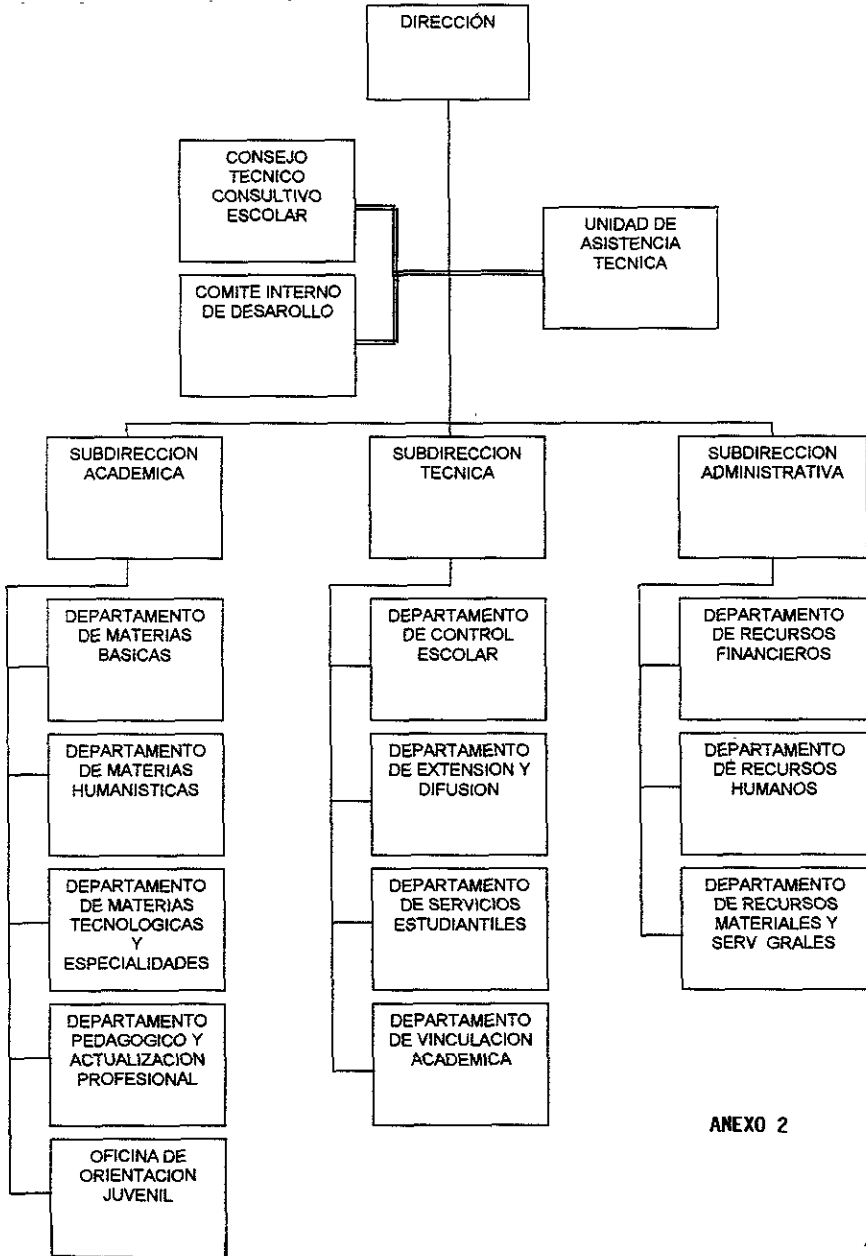 DIRECCIÓN
CONSEJO
TECNICO
CONSULTIVO
ESCOLAR
UNIDAD DE
ASISTENCIA
TECNICA
COMITE INTERNO
DE DESAROLLO
SUBDIRECCION
ACADEMICA
SUBDIRECCION
TECNICA
SUBDIRECCION
ADMINISTRATIVA
DEPARTAMENTO
DE MATERIAS
BASICAS
DEPARTAMENTO
DE MATERIAS
HUMANISTICAS
DEPARTAMENTO
DE MATERIAS
TECNOLOGICAS
Y
ESPECIALIDADES
DEPARTAMENTO
PEDAGOGICO Y
ACTUALIZACION
PROFESIONAL
OFICINA DE
ORIENTACION
JUVENIL
DEPARTAMENTO
DE CONTROL
ESCOLAR
DEPARTAMENTO
DE EXTENSION Y
DIFUSION
DEPARTAMENTO
DE SERVICIOS
ESTUDIANTILES
DEPARTAMENTO
DE VINCULACION
ACADEMICA
DEPARTAMENTO
DE RECURSOS
FINANCIEROS
DEPARTAMENTO
DE RECURSOS
HUMANOS
DEPARTAMENTO
DE RECURSOS
MATERIALES Y
SERV GRALES
ANEXO 2